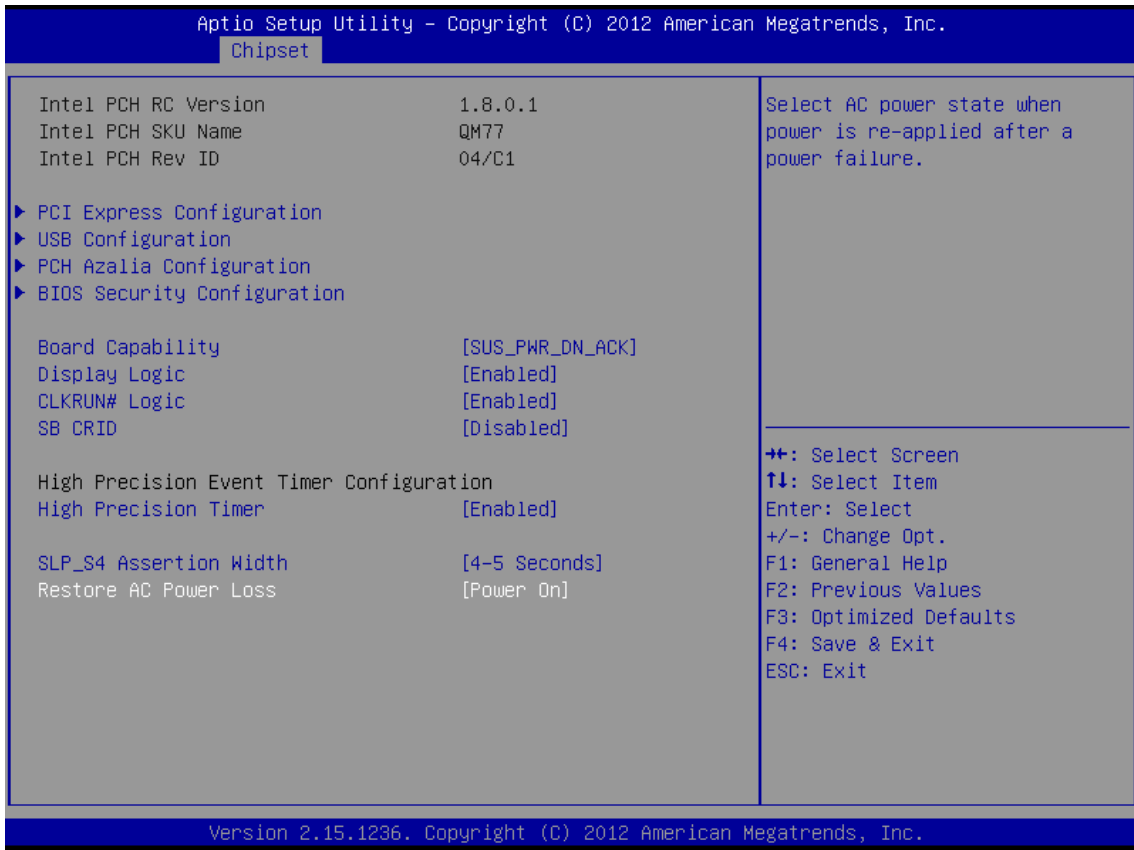 Aptio Setup Utility – Copyright (C) 2012 American Megatrends, Inc.
Chipset
Intel PCH RC Version 1.8.0.1
Intel PCH SKU Name QM77
Intel PCH Rev ID 04/C1
▶ PCI Express Configuration
▶ USB Configuration
▶ PCH Azalia Configuration
▶ BIOS Security Configuration
Board Capability [SUS_PWR_DN_ACK]
Display Logic [Enabled]
CLKRUN# Logic [Enabled]
SB CRID [Disabled]
High Precision Event Timer Configuration
High Precision Timer [Enabled]
SLP_S4 Assertion Width [4-5 Seconds]
Restore AC Power Loss [Power On]
Select AC power state when
power is re-applied after a
power failure.
→←: Select Screen
↑↓: Select Item
Enter: Select
+/-: Change Opt.
F1: General Help
F2: Previous Values
F3: Optimized Defaults
F4: Save & Exit
ESC: Exit
Version 2.15.1236. Copyright (C) 2012 American Megatrends, Inc.